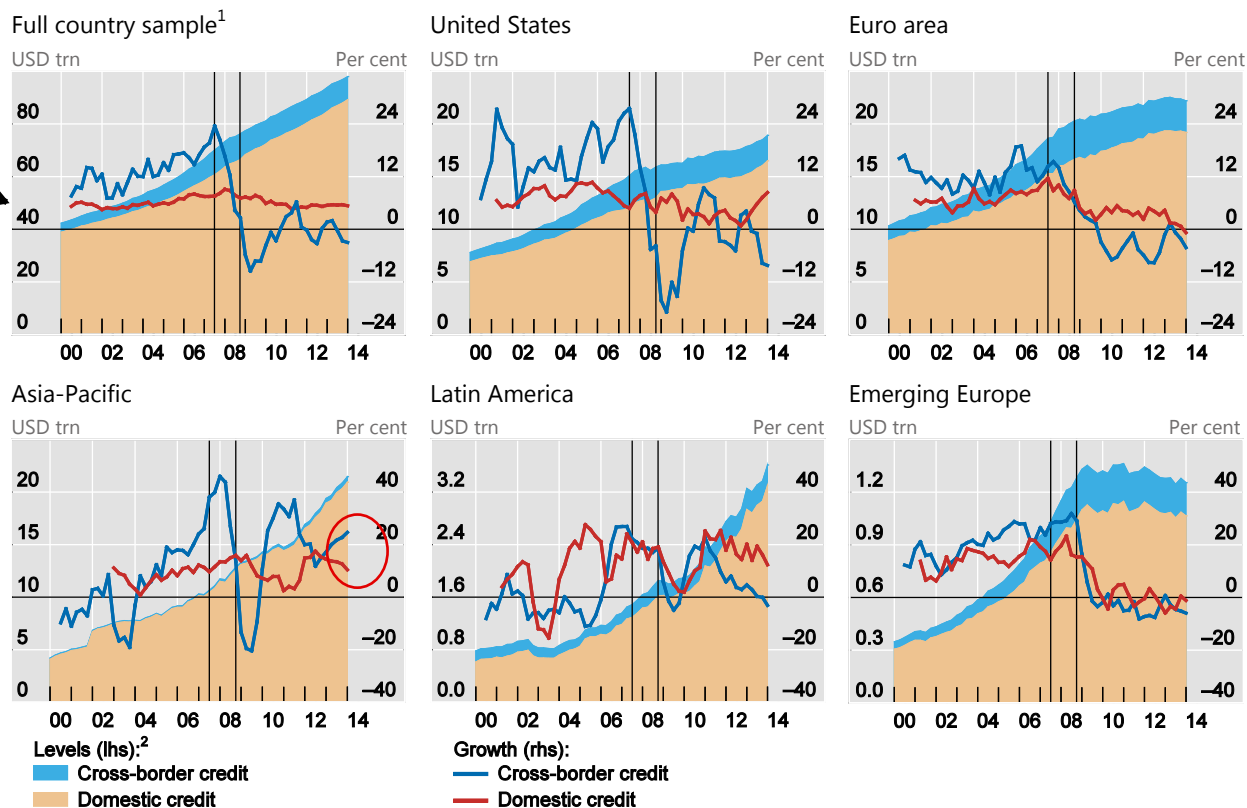 Full country sample1
USD trn Per cent
80 24
60 12
40 0
20 –12
0 –24
00 02 04 06 08 10 12 14
United States
USD trn Per cent
20 24
15 12
10 0
5 –12
0 –24
00 02 04 06 08 10 12 14
Euro area
USD trn Per cent
20 24
15 12
10 0
5 –12
0 –24
00 02 04 06 08 10 12 14
Asia-Pacific
USD trn Per cent
20 40
15 20
10 0
5 –20
0 –40
00 02 04 06 08 10 12 14
Latin America
USD trn Per cent
3.2 40
2.4 20
1.6 0
0.8 –20
0.0 –40
00 02 04 06 08 10 12 14
Emerging Europe
USD trn Per cent
1.2 40
0.9 20
0.6 0
0.3 –20
0.0 –40
00 02 04 06 08 10 12 14
Levels (lhs):2
Cross-border credit
Domestic credit
Growth (rhs):
Cross-border credit
Domestic credit